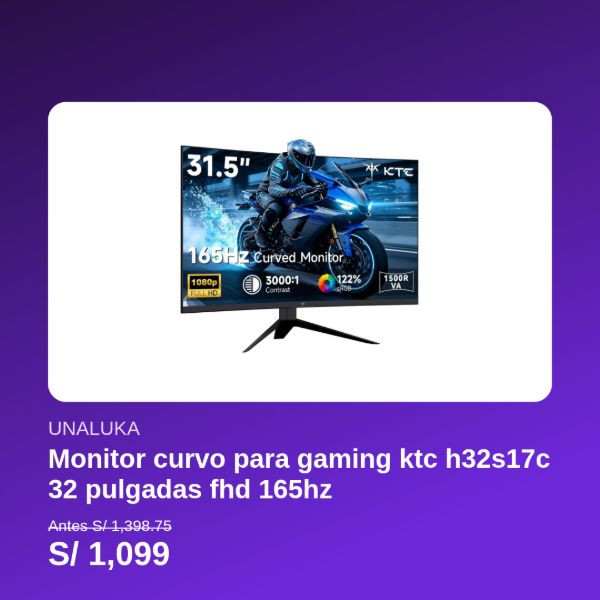 31.5"
KTC
165Hz Curved Monitor
1080p
FULL HD
3000:1
Contrast
122%
sRGB
1500R
VA
UNALUKA
Monitor curvo para gaming ktc h32s17c
32 pulgadas fhd 165hz
Antes S/ 1,398.75
S/ 1,099